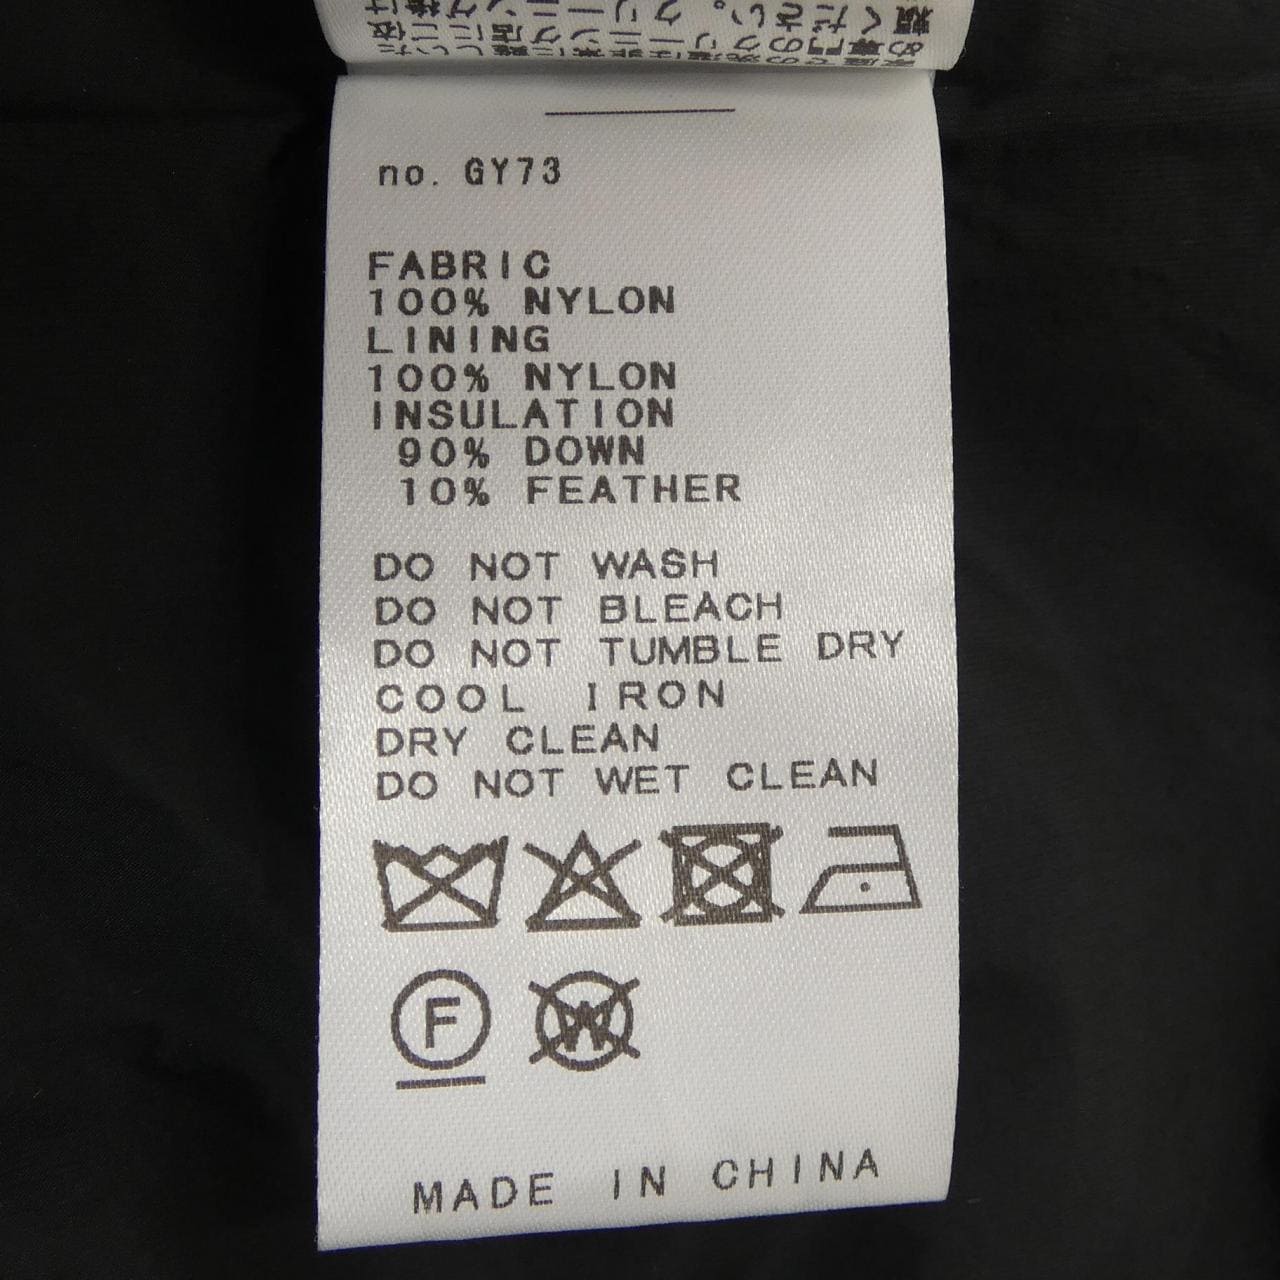 no. GY73
FABRIC
100% NYLON
LINING
100% NYLON
INSULATION
90% DOWN
10% FEATHER
DO NOT WASH
DO NOT BLEACH
DO NOT TUMBLE DRY
COOL IRON
DRY CLEAN
DO NOT WET CLEAN
F
W
MADE IN CHINA